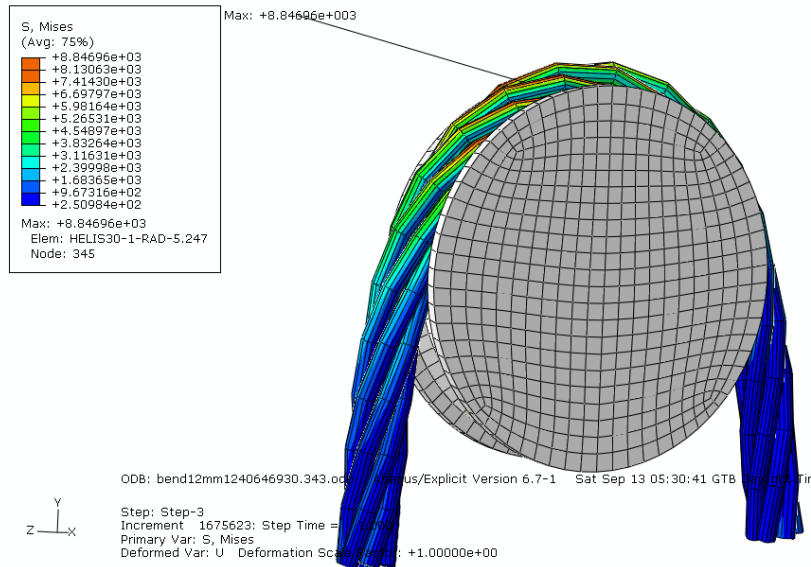 Max: +8.84696e+003
S, Mises
(Avg: 75%)
+8.84696e+03
+8.13063e+03
+7.41430e+03
+6.69797e+03
+5.98164e+03
+5.26531e+03
+4.54897e+03
+3.83264e+03
+3.11631e+03
+2.39998e+03
+1.68365e+03
+9.67316e+02
+2.50984e+02
Max: +8.84696e+03
Elem: HELIS30-1-RAD-5.247
Node: 345
ODB: bend12mm1240646930.343.od us/Explicit Version 6.7-1 Sat Sep 13 05:30:41 GTB
Y
Z X
Step: Step-3
Increment 1675623: Step Time =
Primary Var: S, Mises
Deformed Var: U Deformation Scale Factor: +1.00000e+00